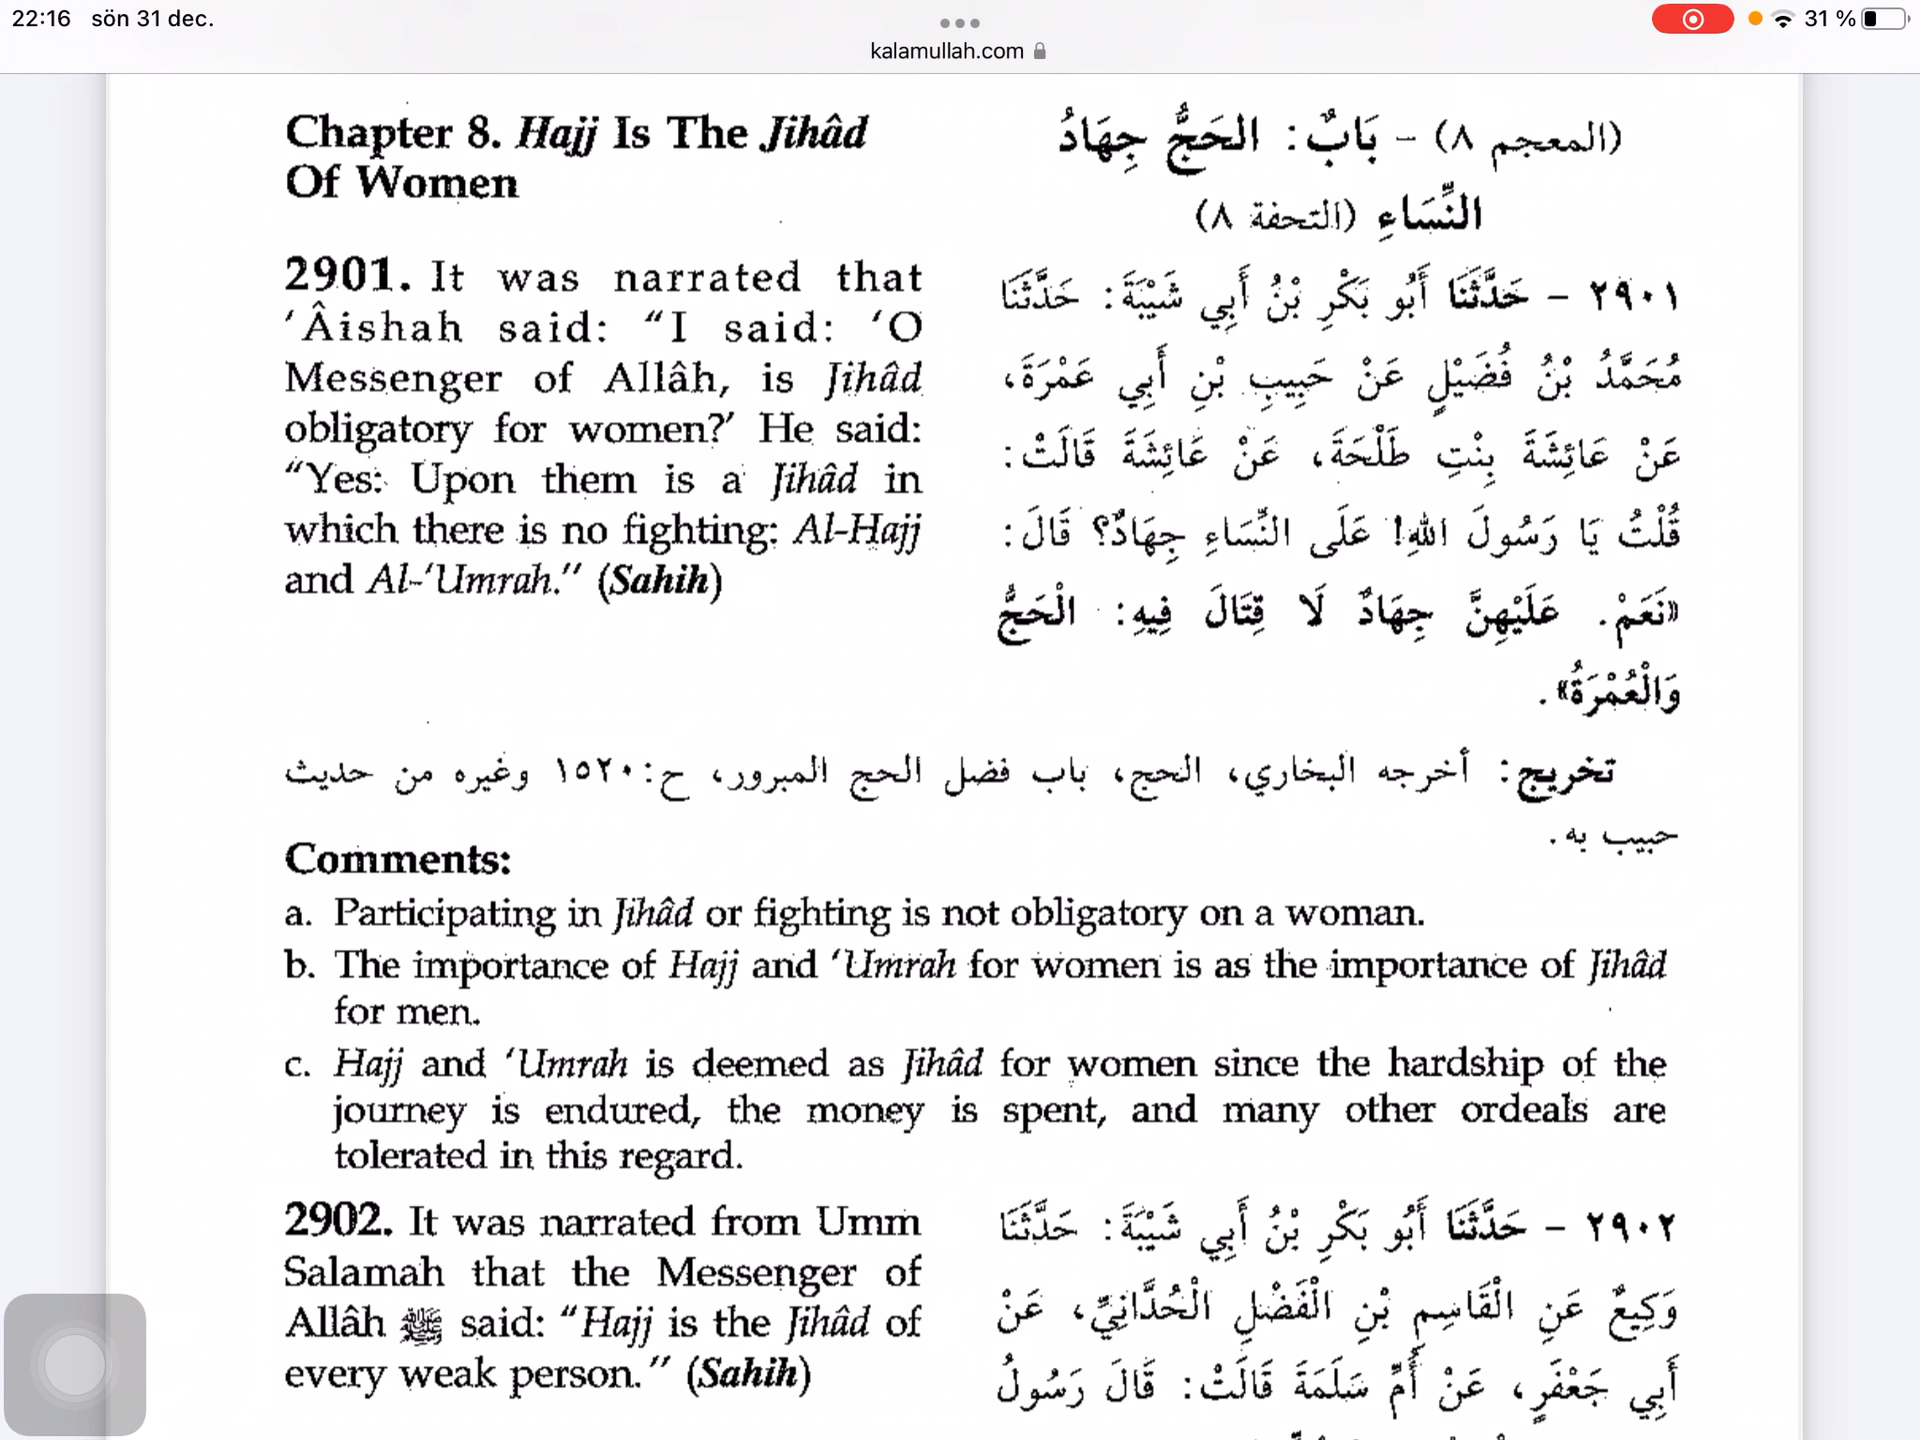 22:16 sön 31 dec.
31 %
kalamullah.com
Chapter 8. Hajj Is The Jihâd
Of Women
(المعجم ٨) - بَابٌ: الحَجُّ جِهَادُ
النِّسَاءِ (التحفة ٨)
2901. It was narrated that
‘Âishah said: “I said: ‘O
Messenger of Allâh, is Jihâd
obligatory for women?’ He said:
“Yes: Upon them is a Jihâd in
which there is no fighting: Al-Hajj
and Al-‘Umrah.” (Sahih)
٢٩٠١ - حَدَّثَنَا أَبُو بَكْرِ بْنُ أَبِي شَيْبَةَ: حَدَّثَنَا
مُحَمَّدُ بْنُ فُضَيْلٍ عَنْ حَبِيبِ بْنِ أَبِي عَمْرَةَ،
عَنْ عَائِشَةَ بِنْتِ طَلْحَةَ، عَنْ عَائِشَةَ قَالَتْ:
قُلْتُ يَا رَسُولَ اللهِ! عَلَى النِّسَاءِ جِهَادٌ؟ قَالَ:
«نَعَمْ. عَلَيْهِنَّ جِهَادٌ لَا قِتَالَ فِيهِ: الْحَجُّ
وَالْعُمْرَةُ».
تخريج: أخرجه البخاري، الحج، باب فضل الحج المبرور، ح:١٥٢٠ وغيره من حديث
حبيب به.
Comments:
a. Participating in Jihâd or fighting is not obligatory on a woman.
b. The importance of Hajj and ‘Umrah for women is as the importance of Jihâd
for men.
c. Hajj and ‘Umrah is deemed as Jihâd for women since the hardship of the
journey is endured, the money is spent, and many other ordeals are
tolerated in this regard.
2902. It was narrated from Umm
Salamah that the Messenger of
Allâh ﷺ said: “Hajj is the Jihâd of
every weak person.” (Sahih)
٢٩٠٢ - حَدَّثَنَا أَبُو بَكْرِ بْنُ أَبِي شَيْبَةَ: حَدَّثَنَا
وَكِيعٌ عَنِ الْقَاسِمِ بْنِ الْفَضْلِ الْحُدَّانِيِّ، عَنْ
أَبِي جَعْفَرٍ، عَنْ أُمِّ سَلَمَةَ قَالَتْ: قَالَ رَسُولُ